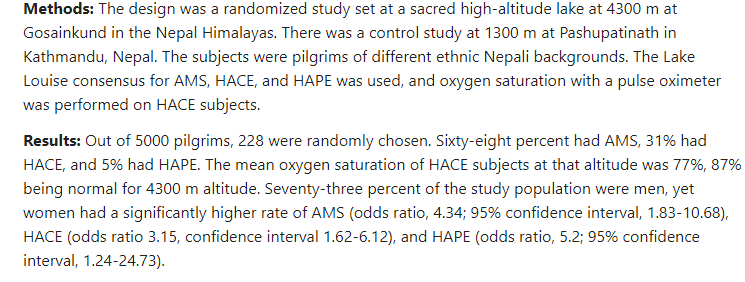 Methods: The design was a randomized study set at a sacred high-altitude lake at 4300 m at
Gosainkund in the Nepal Himalayas. There was a control study at 1300 m at Pashupatinath in
Kathmandu, Nepal. The subjects were pilgrims of different ethnic Nepali backgrounds. The Lake
Louise consensus for AMS, HACE, and HAPE was used, and oxygen saturation with a pulse oximeter
was performed on HACE subjects.
Results: Out of 5000 pilgrims, 228 were randomly chosen. Sixty-eight percent had AMS, 31% had
HACE, and 5% had HAPE. The mean oxygen saturation of HACE subjects at that altitude was 77%, 87%
being normal for 4300 m altitude. Seventy-three percent of the study population were men, yet
women had a significantly higher rate of AMS (odds ratio, 4.34; 95% confidence interval, 1.83-10.68),
HACE (odds ratio 3.15, confidence interval 1.62-6.12), and HAPE (odds ratio, 5.2; 95% confidence
interval, 1.24-24.73).